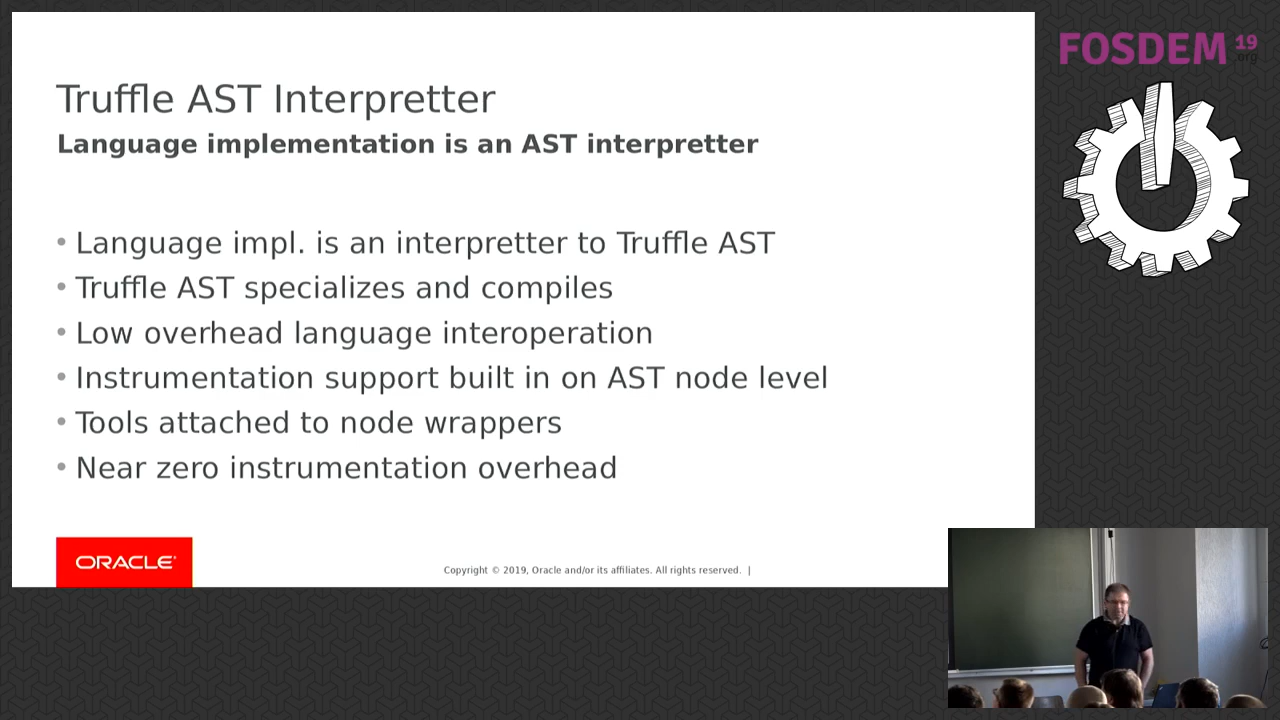 Truffle AST Interpretter
Language implementation is an AST interpretter
• Language impl. is an interpretter to Truffle AST
• Truffle AST specializes and compiles
• Low overhead language interoperation
• Instrumentation support built in on AST node level
• Tools attached to node wrappers
• Near zero instrumentation overhead
ORACLE®
Copyright © 2019, Oracle and/or its affiliates. All rights reserved. |
FOSDEM 19
.org